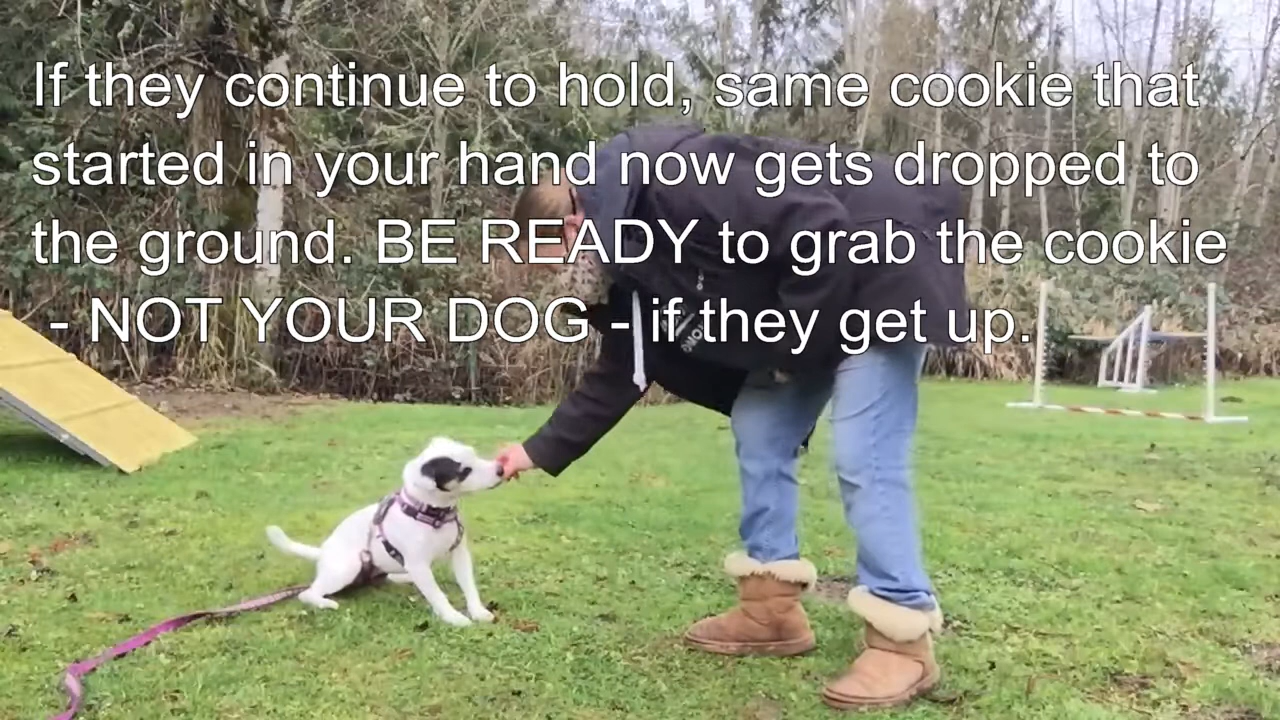 If they continue to hold, same cookie that
started in your hand now gets dropped to
the ground. BE READY to grab the cookie
- NOT YOUR DOG - if they get up.